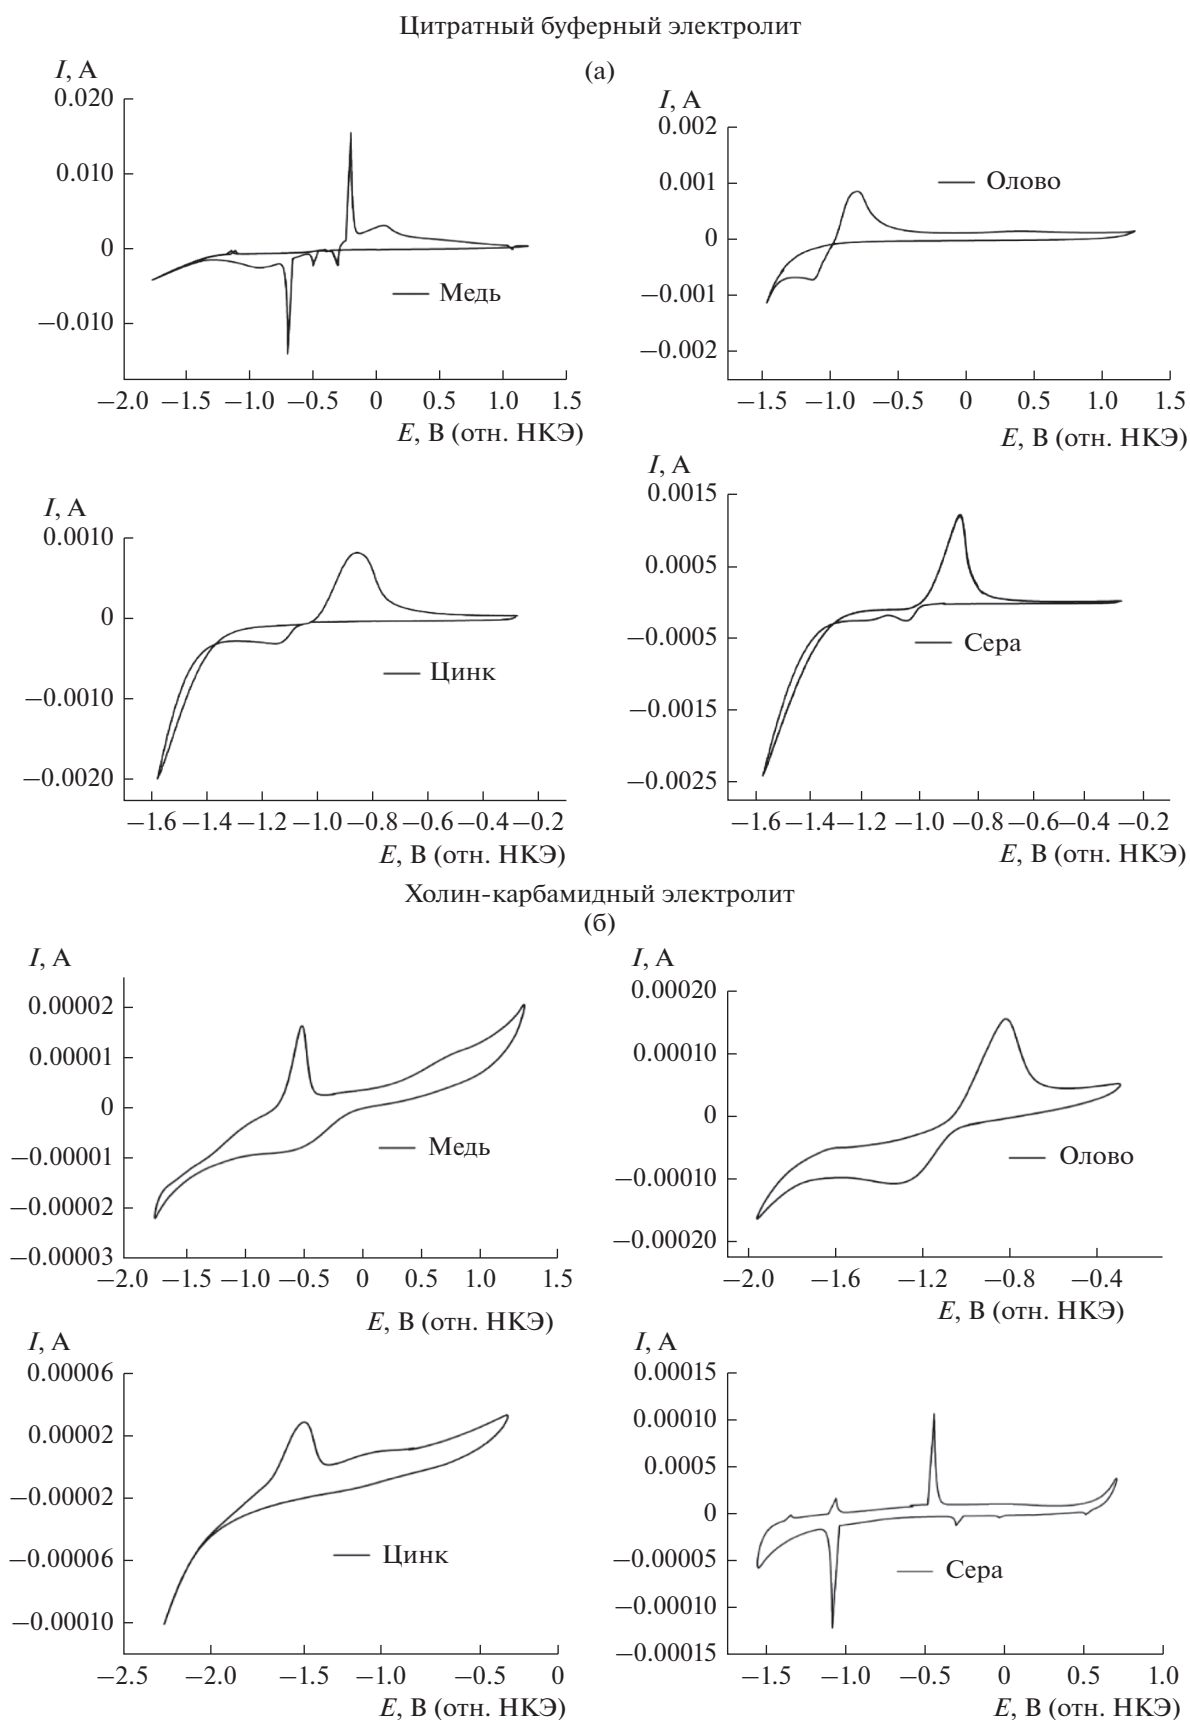 Цитратный буферный электролит
(а)
I, А
0.020
0.010
0
−0.010
Медь
−2.0 −1.5 −1.0 −0.5 0 0.5 1.0 1.5
E, В (отн. НКЭ)
I, А
0.002
0.001
0
−0.001
−0.002
Олово
−1.5 −1.0 −0.5 0 0.5 1.0 1.5
E, В (отн. НКЭ)
I, А
0.0010
0
−0.0010
−0.0020
Цинк
−1.6 −1.4 −1.2 −1.0 −0.8 −0.6 −0.4 −0.2
E, В (отн. НКЭ)
I, А
0.0015
0.0005
−0.0005
−0.0015
−0.0025
Сера
−1.6 −1.4 −1.2 −1.0 −0.8 −0.6 −0.4 −0.2
E, В (отн. НКЭ)
Холин-карбамидный электролит
(б)
I, А
0.00002
0.00001
0
−0.00001
−0.00002
−0.00003
Медь
−2.0 −1.5 −1.0 −0.5 0 0.5 1.0 1.5
E, В (отн. НКЭ)
I, А
0.00020
0.00010
0
−0.00010
−0.00020
Олово
−2.0 −1.6 −1.2 −0.8 −0.4
E, В (отн. НКЭ)
I, А
0.00006
0.00002
−0.00002
−0.00006
−0.00010
Цинк
−2.5 −2.0 −1.5 −1.0 −0.5 0
E, В (отн. НКЭ)
I, А
0.00015
0.00010
0.0005
0
−0.00005
−0.00010
−0.00015
Сера
−1.5 −1.0 −0.5 0 0.5 1.0
E, В (отн. НКЭ)